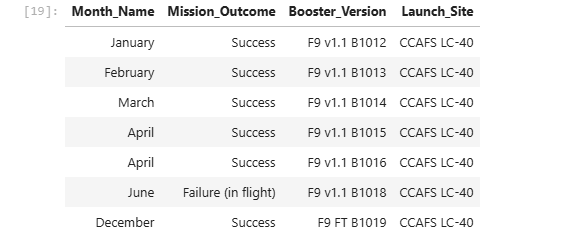 [19]: Month_Name Mission_Outcome Booster_Version Launch_Site
January Success F9 v1.1 B1012 CCAFS LC-40
February Success F9 v1.1 B1013 CCAFS LC-40
March Success F9 v1.1 B1014 CCAFS LC-40
April Success F9 v1.1 B1015 CCAFS LC-40
April Success F9 v1.1 B1016 CCAFS LC-40
June Failure (in flight) F9 v1.1 B1018 CCAFS LC-40
December Success F9 FT B1019 CCAFS LC-40